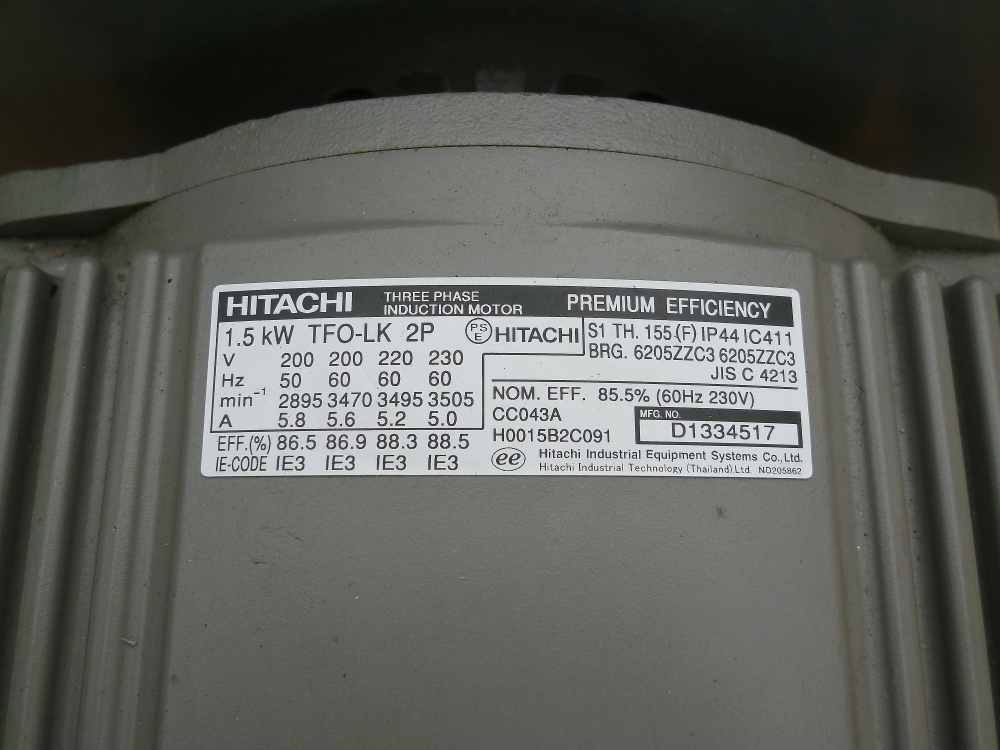 HITACHI THREE PHASE INDUCTION MOTOR PREMIUM EFFICIENCY
1.5 kW TFO-LK 2P PSE HITACHI
V 200 200 220 230
Hz 50 60 60 60
min⁻¹ 2895 3470 3495 3505
A 5.8 5.6 5.2 5.0
EFF.(%) 86.5 86.9 88.3 88.5
IE-CODE IE3 IE3 IE3 IE3
S1 TH. 155 (F) IP44 IC411
BRG. 6205ZZC3 6205ZZC3
JIS C 4213
NOM. EFF. 85.5% (60Hz 230V)
CC043A
H0015B2C091
MFG. NO.
D1334517
ee Hitachi Industrial Equipment Systems Co.,Ltd.
Hitachi Industrial Technology (Thailand).Ltd. ND205862